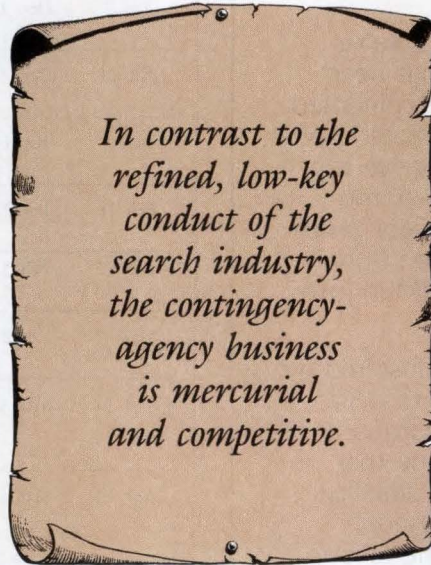 In contrast to the
refined, low-key
conduct of the
search industry,
the contingency-
agency business
is mercurial
and competitive.